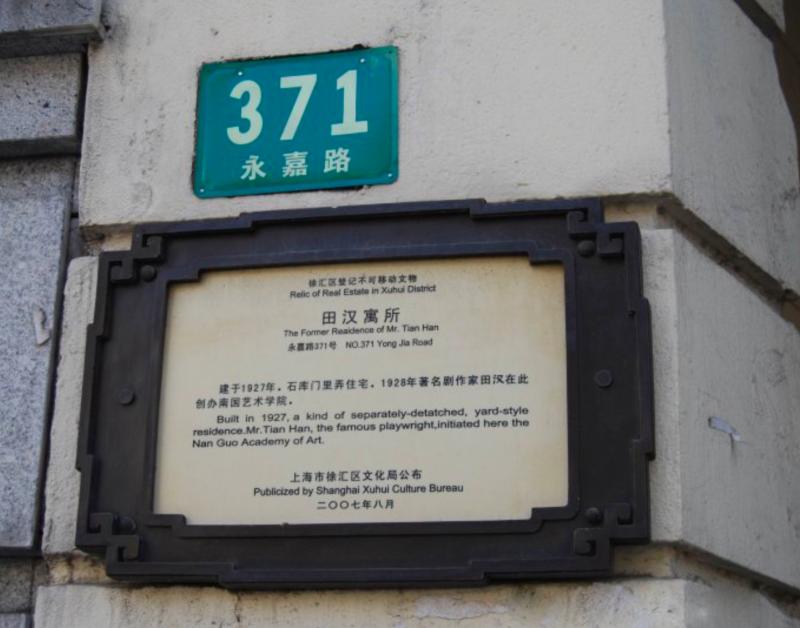 371
永嘉路
徐汇区登记不可移动文物
Relic of Real Estate in Xuhui District
田汉寓所
The Former Reaidence of Mr. Tian Han
永嘉路371号 NO.371 Yong Jia Road
建于1927年。石库门里弄住宅。1928年著名剧作家田汉在此
创办南国艺术学院。
Built in 1927, a kind of separately-detatched, yard-style
residence.Mr.Tian Han, the famous playwright,initiated here the
Nan Guo Academy of Art.
上海市徐汇区文化局公布
Publicized by Shanghai Xuhui Culture Bureau
二〇〇七年八月